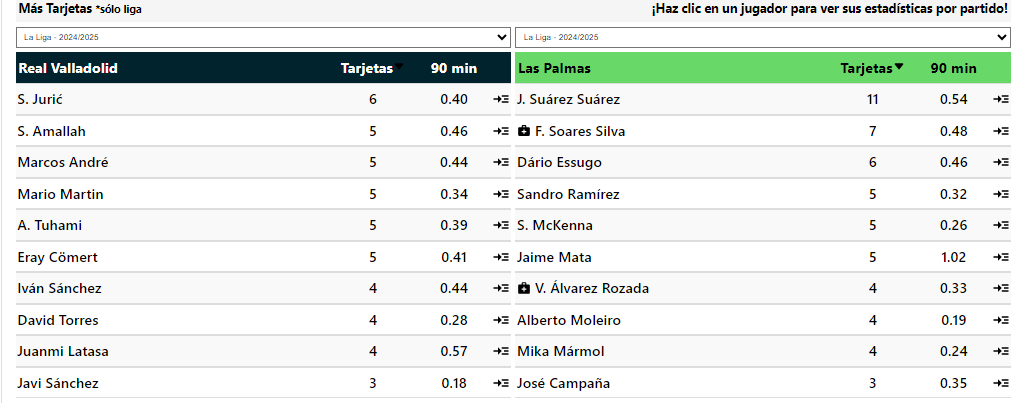 Más Tarjetas *sólo liga ¡Haz clic en un jugador para ver sus estadísticas por partido!
La Liga - 2024/2025 La Liga - 2024/2025
Real Valladolid Tarjetas 90 min Las Palmas Tarjetas 90 min
S. Jurić 6 0.40 J. Suárez Suárez 11 0.54
S. Amallah 5 0.46 F. Soares Silva 7 0.48
Marcos André 5 0.44 Dário Essugo 6 0.46
Mario Martin 5 0.34 Sandro Ramírez 5 0.32
A. Tuhami 5 0.39 S. McKenna 5 0.26
Eray Cömert 5 0.41 Jaime Mata 5 1.02
Iván Sánchez 4 0.44 V. Álvarez Rozada 4 0.33
David Torres 4 0.28 Alberto Moleiro 4 0.19
Juanmi Latasa 4 0.57 Mika Mármol 4 0.24
Javi Sánchez 3 0.18 José Campaña 3 0.35